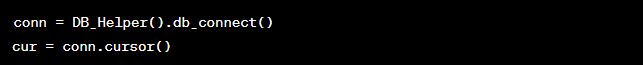 conn = DB_Helper().db_connect()
cur = conn.cursor()